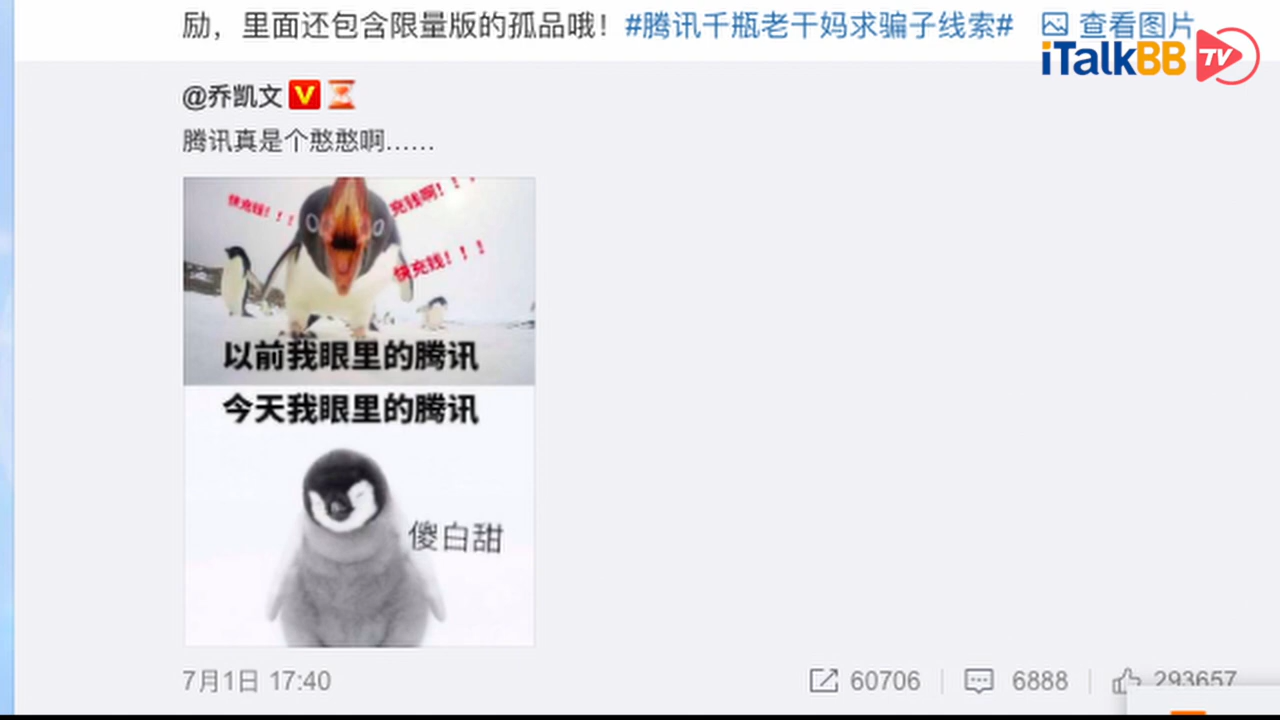 励，里面还包含限量版的孤品哦！#腾讯千瓶老干妈求骗子线索# 查看图片
iTalkBB TV
@乔凯文 V
腾讯真是个憨憨啊……
快充钱！！！
充钱啊！！！
快充钱！！！
以前我眼里的腾讯
今天我眼里的腾讯
傻白甜
7月1日 17:40
60706
6888
293657